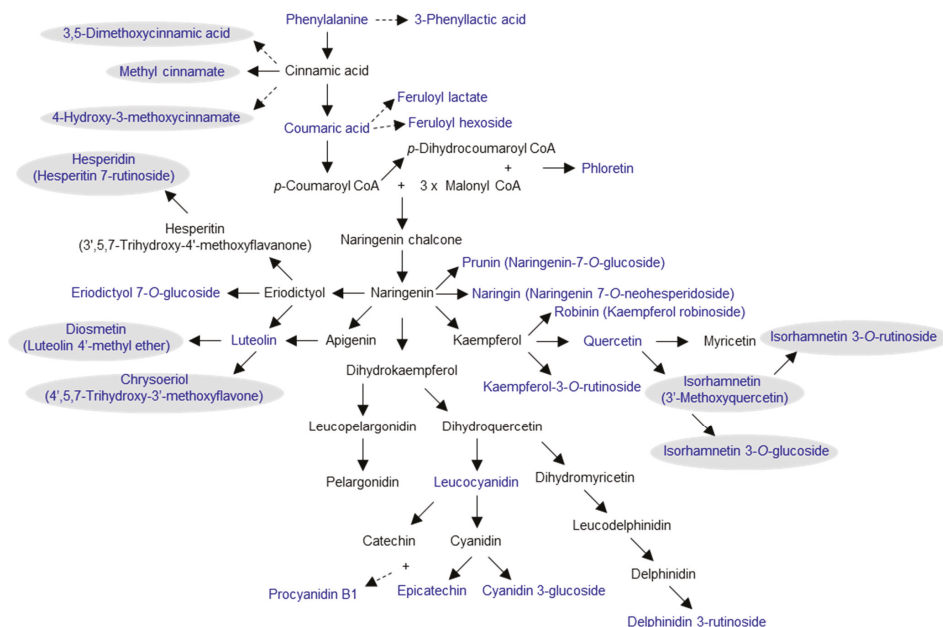 Phenylalanine
3-Phenyllactic acid
3,5-Dimethoxycinnamic acid
Methyl cinnamate
Cinnamic acid
4-Hydroxy-3-methoxycinnamate
Feruloyl lactate
Coumaric acid
Feruloyl hexoside
p-Dihydrocoumaroyl CoA
Hesperidin
(Hesperitin 7-rutinoside)
+
Phloretin
p-Coumaroyl CoA + 3 x Malonyl CoA
Hesperitin
(3',5,7-Trihydroxy-4'-methoxyflavanone)
Naringenin chalcone
Prunin (Naringenin-7-O-glucoside)
Eriodictyol 7-O-glucoside
Eriodictyol
Naringenin
Naringin (Naringenin 7-O-neohesperidoside)
Robinin (Kaempferol robinoside)
Diosmetin
(Luteolin 4'-methyl ether)
Luteolin
Apigenin
Kaempferol
Quercetin
Myricetin
Isorhamnetin 3-O-rutinoside
Dihydrokaempferol
Kaempferol-3-O-rutinoside
Isorhamnetin
(3'-Methoxyquercetin)
Chrysoeriol
(4',5,7-Trihydroxy-3'-methoxyflavone)
Leucopelargonidin
Dihydroquercetin
Isorhamnetin 3-O-glucoside
Pelargonidin
Leucocyanidin
Dihydromyricetin
Leucodelphinidin
Catechin
Cyanidin
+
Delphinidin
Procyanidin B1
Epicatechin
Cyanidin 3-glucoside
Delphinidin 3-rutinoside